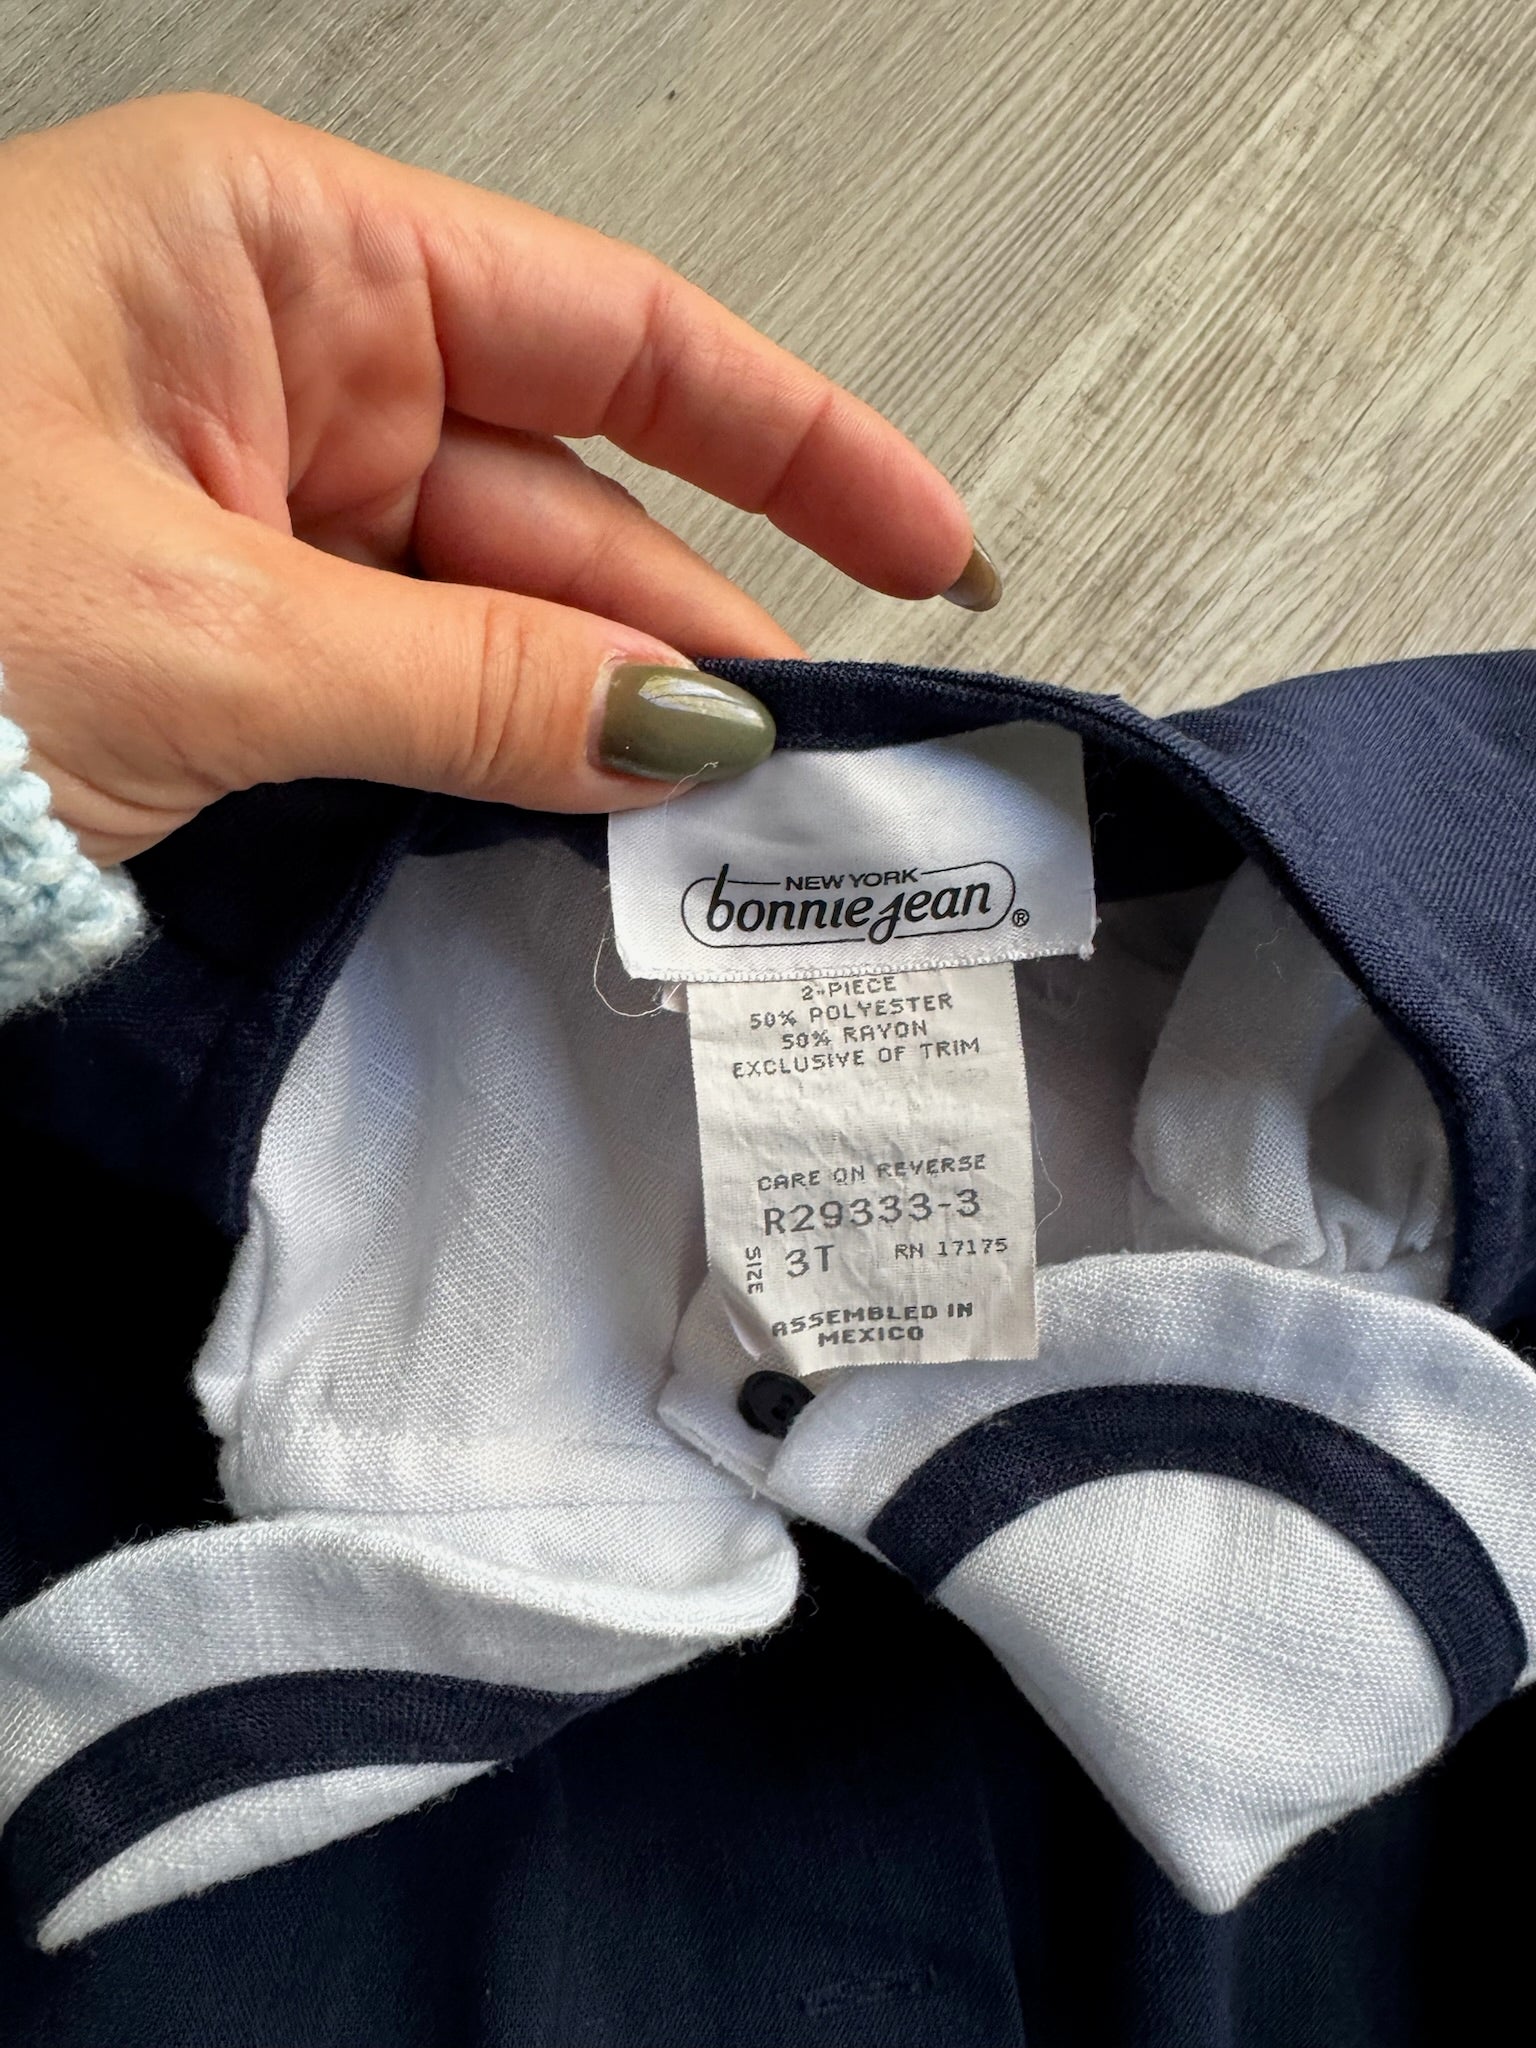 NEW YORK
bonnie jean ®
2-PIECE
50% POLYESTER
50% RAYON
EXCLUSIVE OF TRIM
CARE ON REVERSE
R29333-3
SIZE 3T RN 17175
ASSEMBLED IN
MEXICO